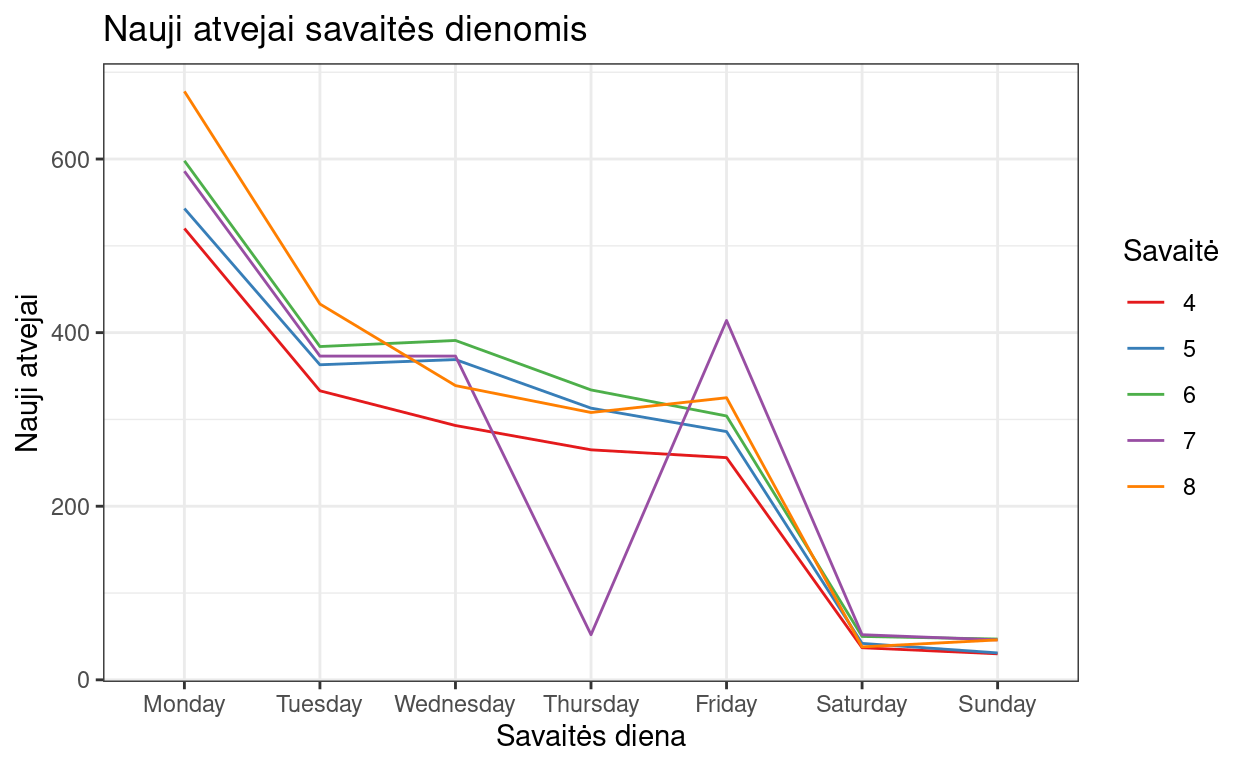 Nauji atvejai savaitės dienomis
Nauji atvejai
600
400
200
0
Monday Tuesday Wednesday Thursday Friday Saturday Sunday
Savaitės diena
Savaitė
4
5
6
7
8